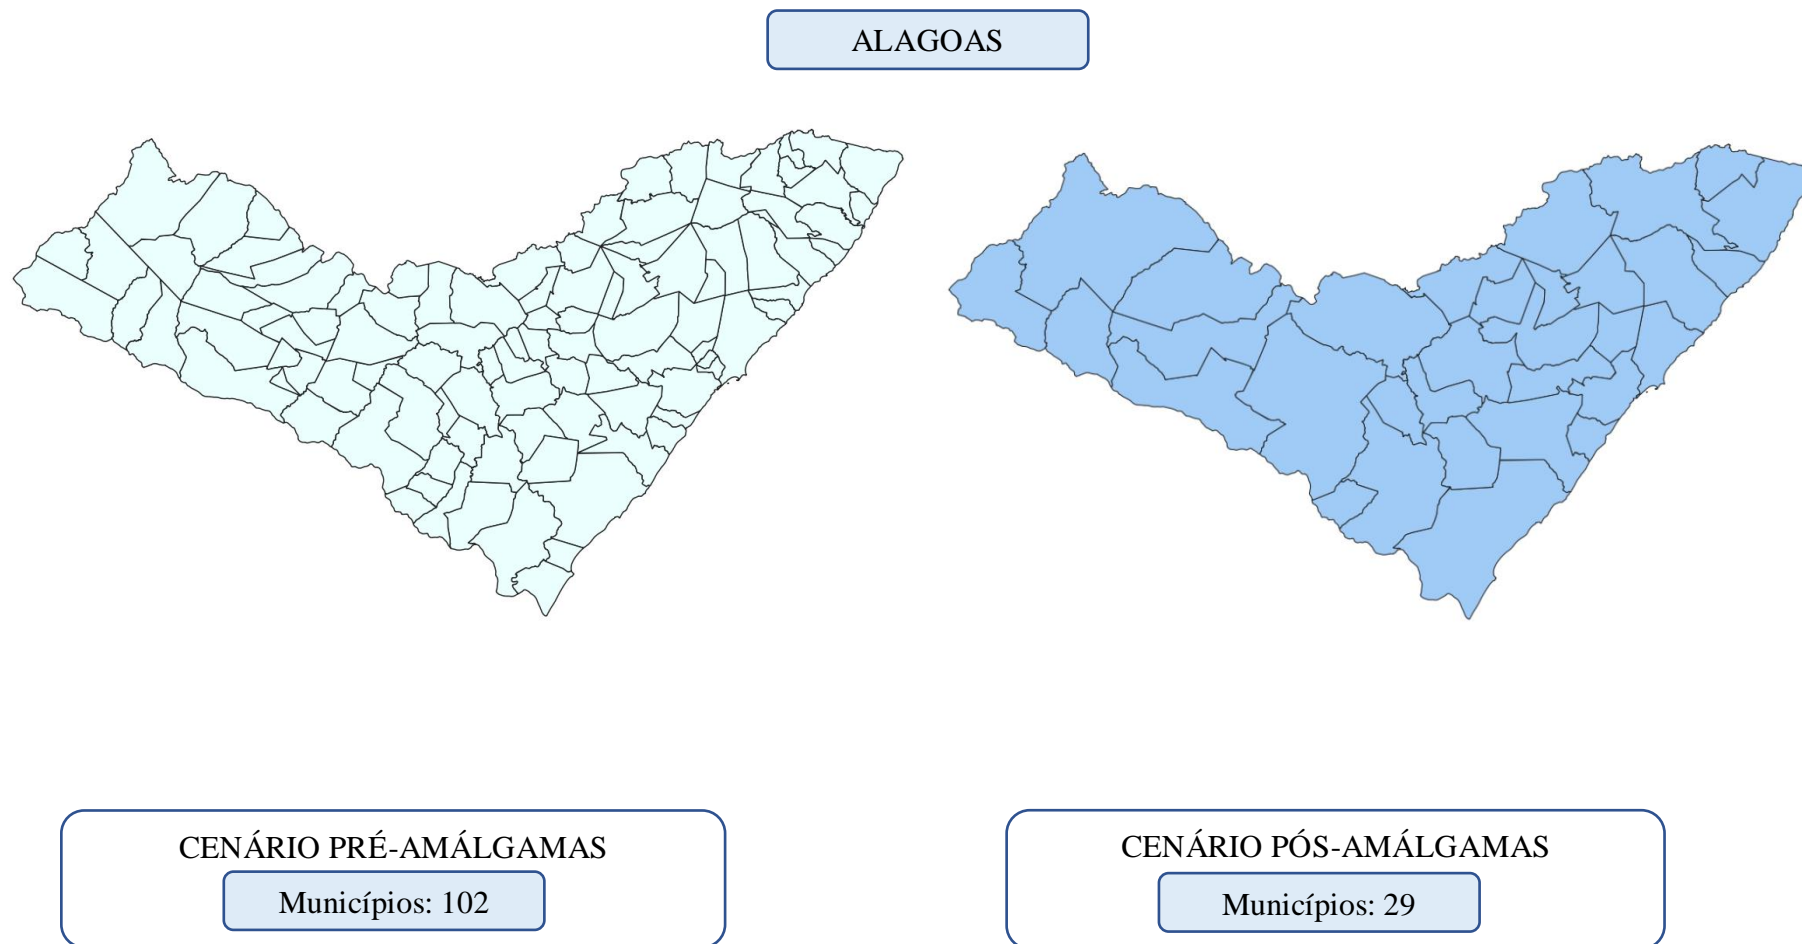 ALAGOAS
CENÁRIO PRÉ-AMÁLGAMAS
Municípios: 102
CENÁRIO PÓS-AMÁLGAMAS
Municípios: 29